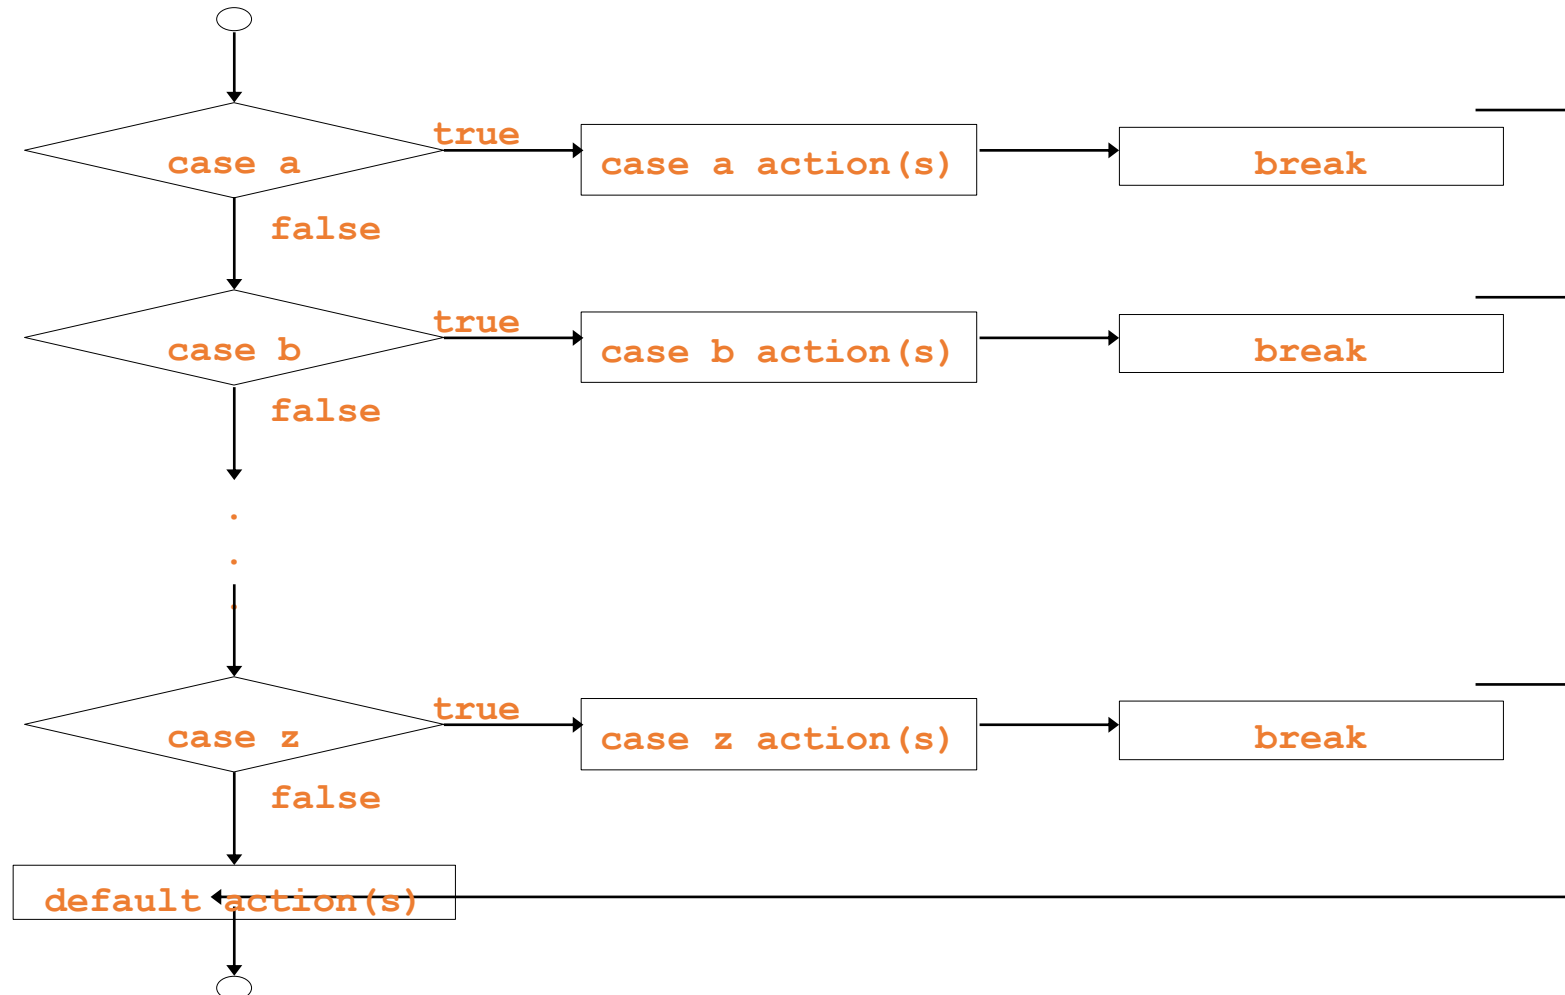 true
case a
case a action(s)
break
false
true
case b
case b action(s)
break
false
.
.
.
true
case z
case z action(s)
break
false
default action(s)